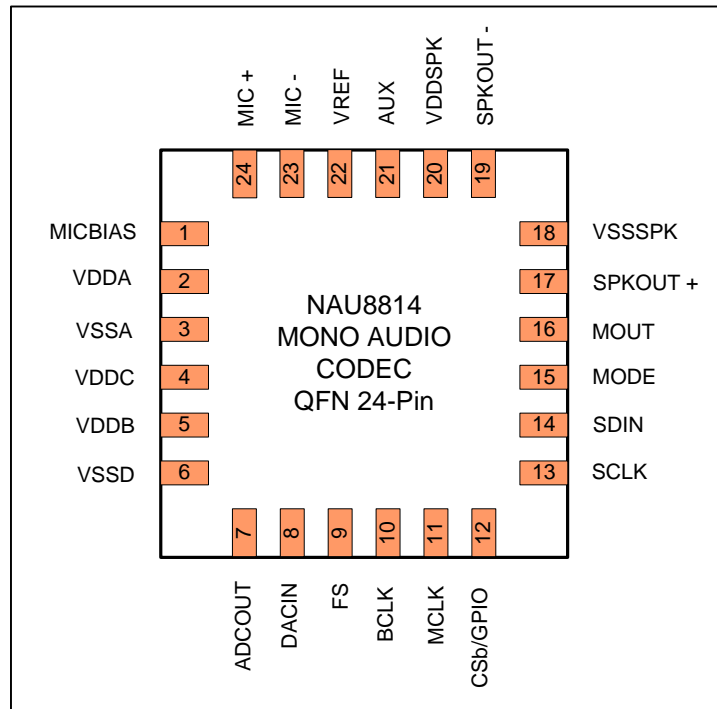 MIC +
MIC -
VREF
AUX
VDDSPK
SPKOUT -
24
23
22
21
20
19
MICBIAS
1
VDDA
2
VSSA
3
VDDC
4
VDDB
5
VSSD
6
NAU8814
MONO AUDIO
CODEC
QFN 24-Pin
18
VSSSPK
17
SPKOUT +
16
MOUT
15
MODE
14
SDIN
13
SCLK
7
8
9
10
11
12
ADCOUT
DACIN
FS
BCLK
MCLK
CSb/GPIO